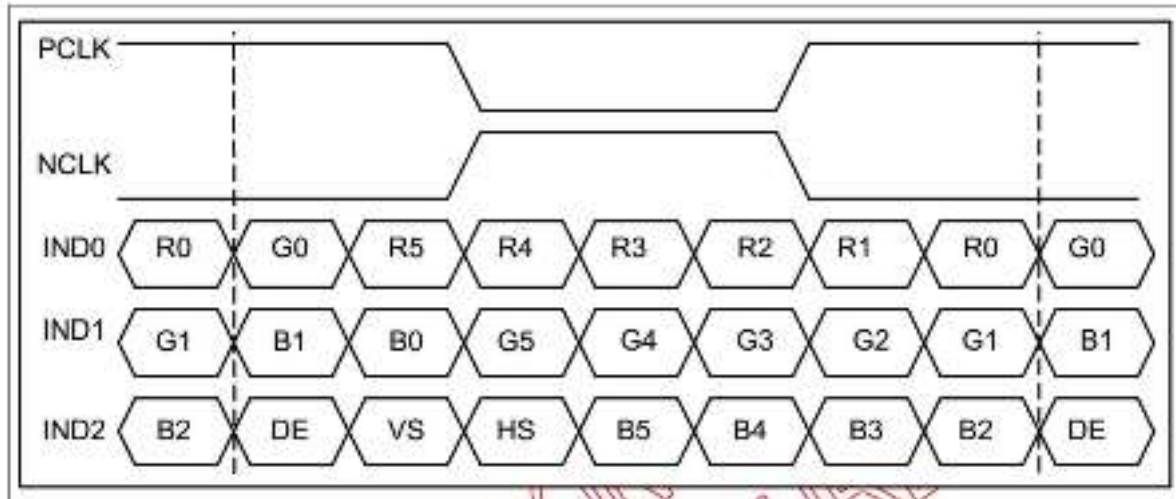 PCLK
NCLK
IND0 R0 G0 R5 R4 R3 R2 R1 R0 G0
IND1 G1 B1 B0 G5 G4 G3 G2 G1 B1
IND2 B2 DE VS HS B5 B4 B3 B2 DE